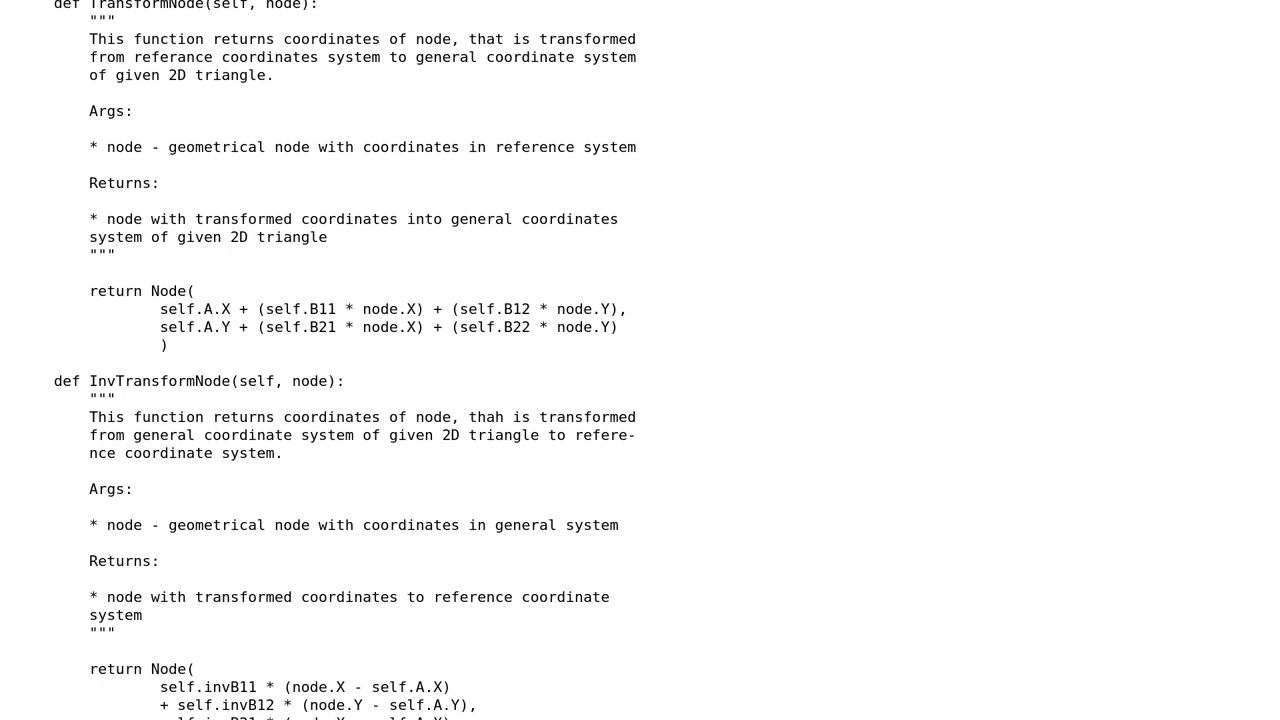 def TransformNode(self, node):
"""
This function returns coordinates of node, that is transformed
from referance coordinates system to general coordinate system
of given 2D triangle.
Args:
* node - geometrical node with coordinates in reference system
Returns:
* node with transformed coordinates into general coordinates
system of given 2D triangle
"""
return Node(
self.A.X + (self.B11 * node.X) + (self.B12 * node.Y),
self.A.Y + (self.B21 * node.X) + (self.B22 * node.Y)
)
def InvTransformNode(self, node):
"""
This function returns coordinates of node, thah is transformed
from general coordinate system of given 2D triangle to refere-
nce coordinate system.
Args:
* node - geometrical node with coordinates in general system
Returns:
* node with transformed coordinates to reference coordinate
system
"""
return Node(
self.invB11 * (node.X - self.A.X)
+ self.invB12 * (node.Y - self.A.Y),